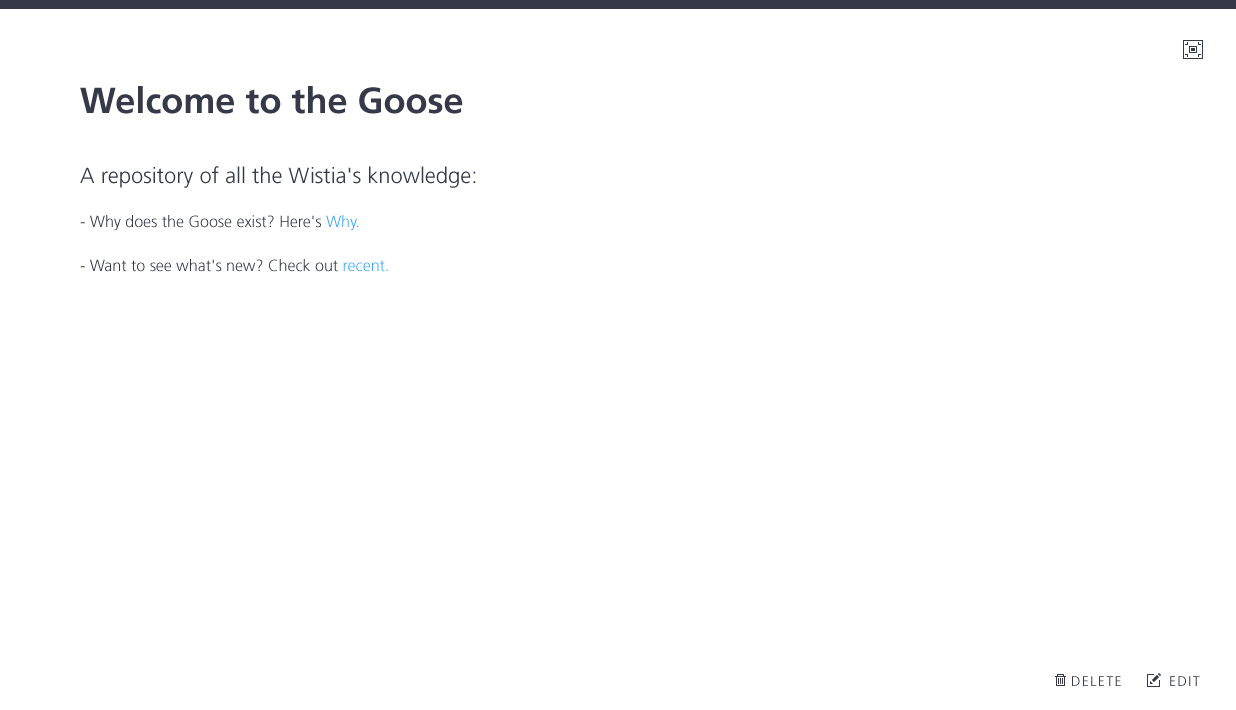 Welcome to the Goose
A repository of all the Wistia's knowledge:
- Why does the Goose exist? Here's Why.
- Want to see what's new? Check out recent.
DELETE EDIT